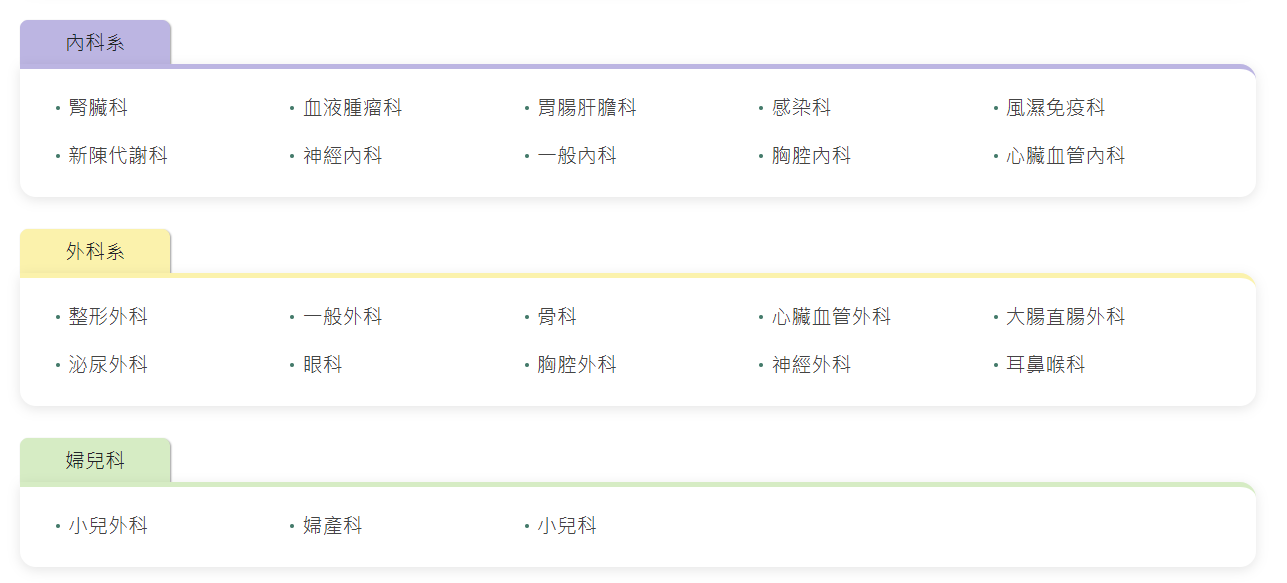 內科系
• 腎臟科 • 血液腫瘤科 • 胃腸肝膽科 • 感染科 • 風濕免疫科
• 新陳代謝科 • 神經內科 • 一般內科 • 胸腔內科 • 心臟血管內科
外科系
• 整形外科 • 一般外科 • 骨科 • 心臟血管外科 • 大腸直腸外科
• 泌尿外科 • 眼科 • 胸腔外科 • 神經外科 • 耳鼻喉科
婦兒科
• 小兒外科 • 婦產科 • 小兒科